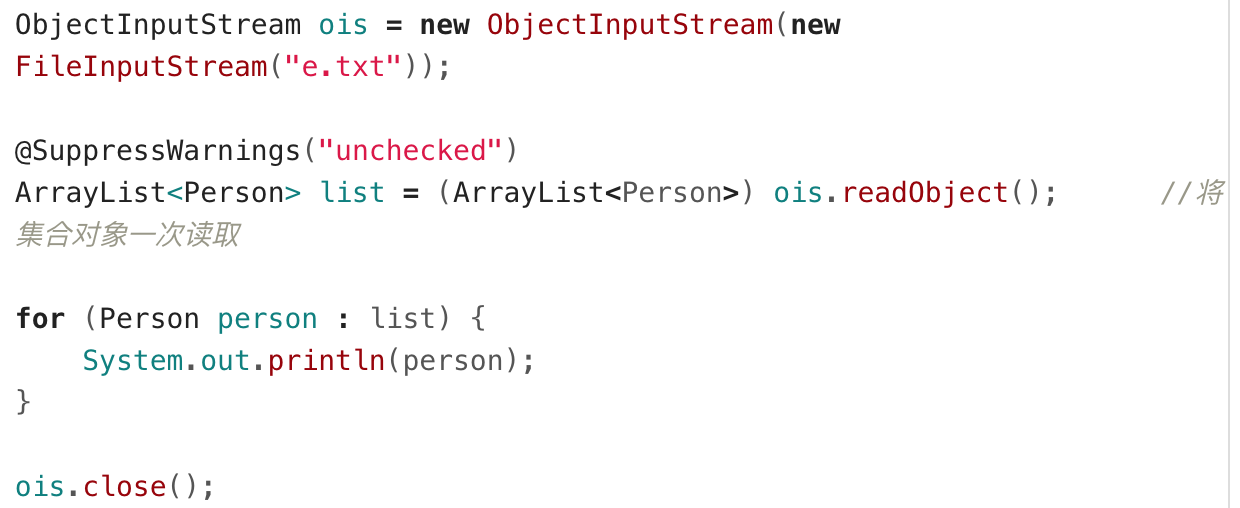 ObjectInputStream ois = new ObjectInputStream(new
FileInputStream("e.txt"));
@SuppressWarnings("unchecked")
ArrayList<Person> list = (ArrayList<Person>) ois.readObject();      //将
集合对象一次读取
for (Person person : list) {
    System.out.println(person);
}
ois.close();